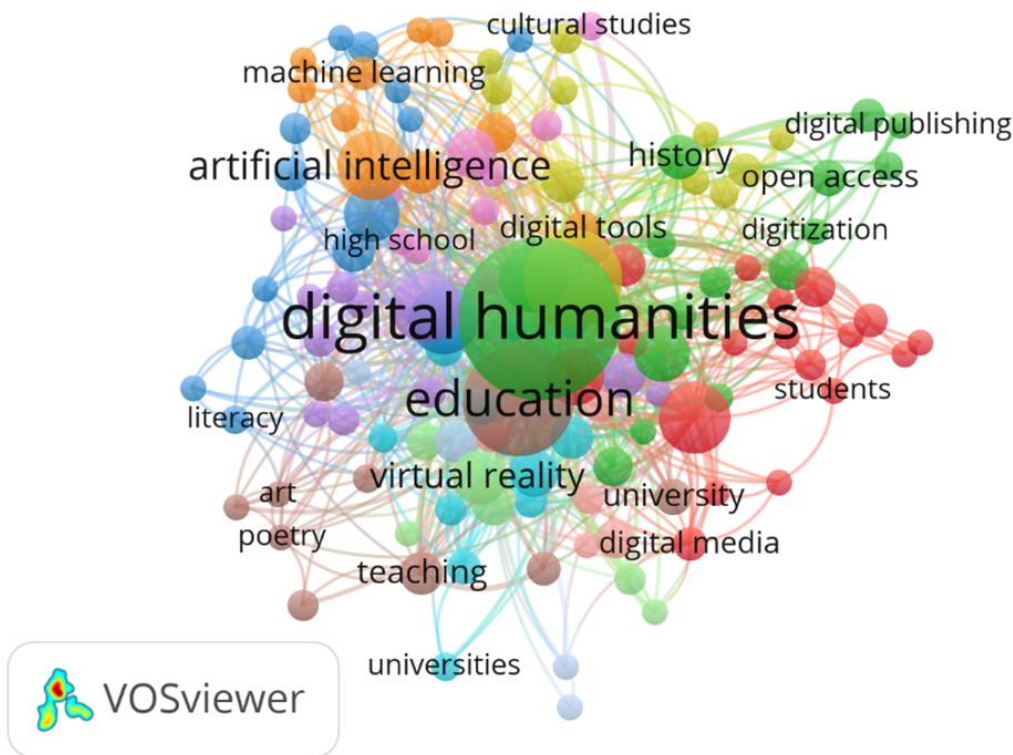 cultural studies
machine learning
digital publishing
artificial intelligence
history
open access
high school
digital tools
digitization
digital humanities
education
students
literacy
virtual reality
art
university
poetry
digital media
teaching
universities
VOSviewer